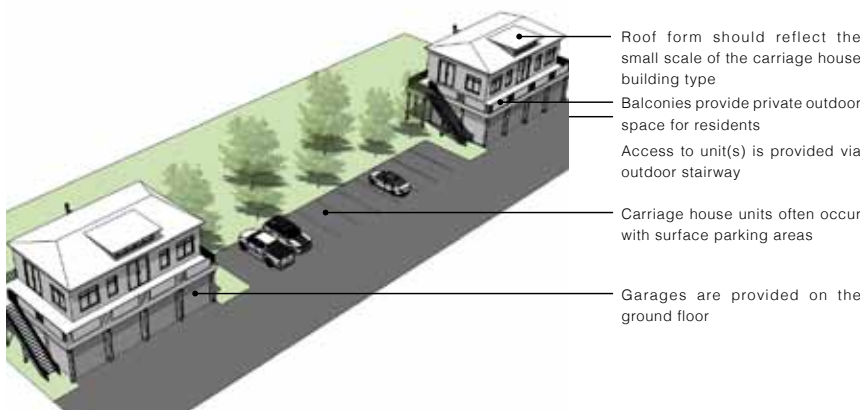 Roof form should reflect the
small scale of the carriage house
building type
Balconies provide private outdoor
space for residents
Access to unit(s) is provided via
outdoor stairway
Carriage house units often occur
with surface parking areas
Garages are provided on the
ground floor